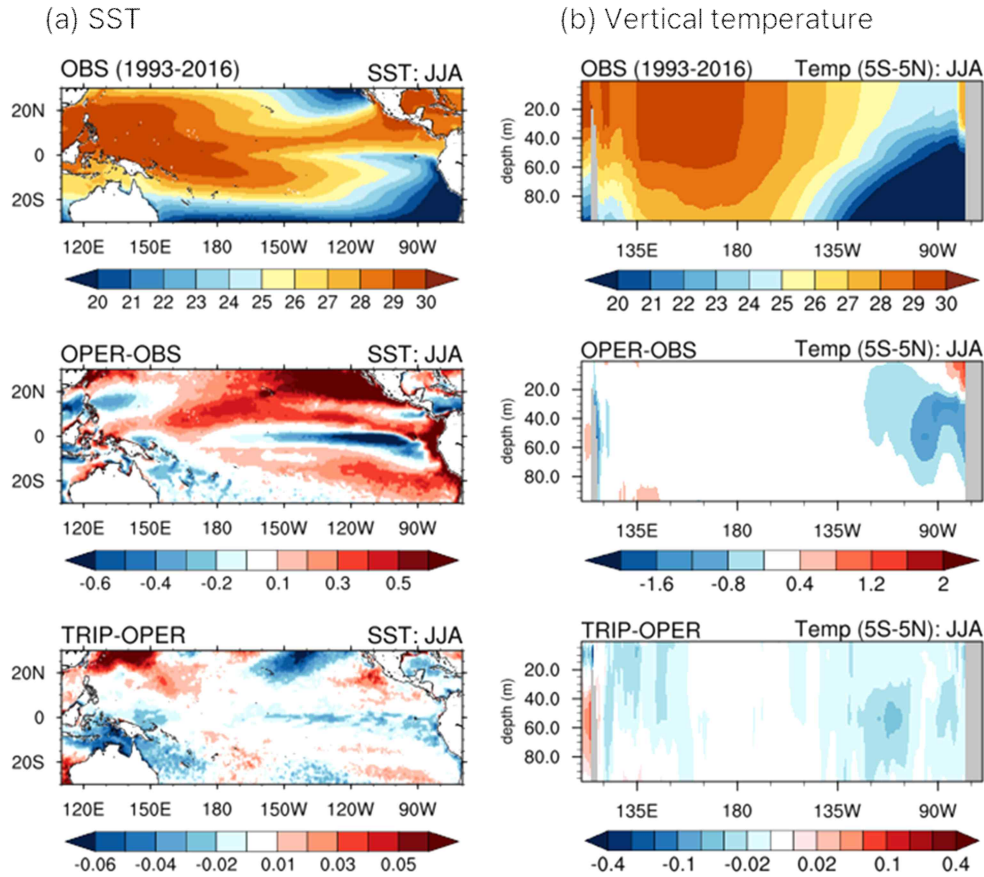 (a) SST
(b) Vertical temperature
OBS (1993-2016) SST: JJA
20N
0
20S
120E 150E 180 150W 120W 90W
20 21 22 23 24 25 26 27 28 29 30
OBS (1993-2016) Temp (5S-5N): JJA
depth (m)
20.0
40.0
60.0
80.0
135E 180 135W 90W
20 21 22 23 24 25 26 27 28 29 30
OPER-OBS SST: JJA
20N
0
20S
120E 150E 180 150W 120W 90W
-0.6 -0.4 -0.2 0.1 0.3 0.5
OPER-OBS Temp (5S-5N): JJA
depth (m)
20.0
40.0
60.0
80.0
135E 180 135W 90W
-1.6 -0.8 0.4 1.2 2
TRIP-OPER SST: JJA
20N
0
20S
120E 150E 180 150W 120W 90W
-0.06 -0.04 -0.02 0.01 0.03 0.05
TRIP-OPER Temp (5S-5N): JJA
depth (m)
20.0
40.0
60.0
80.0
135E 180 135W 90W
-0.4 -0.1 -0.02 0.02 0.1 0.4